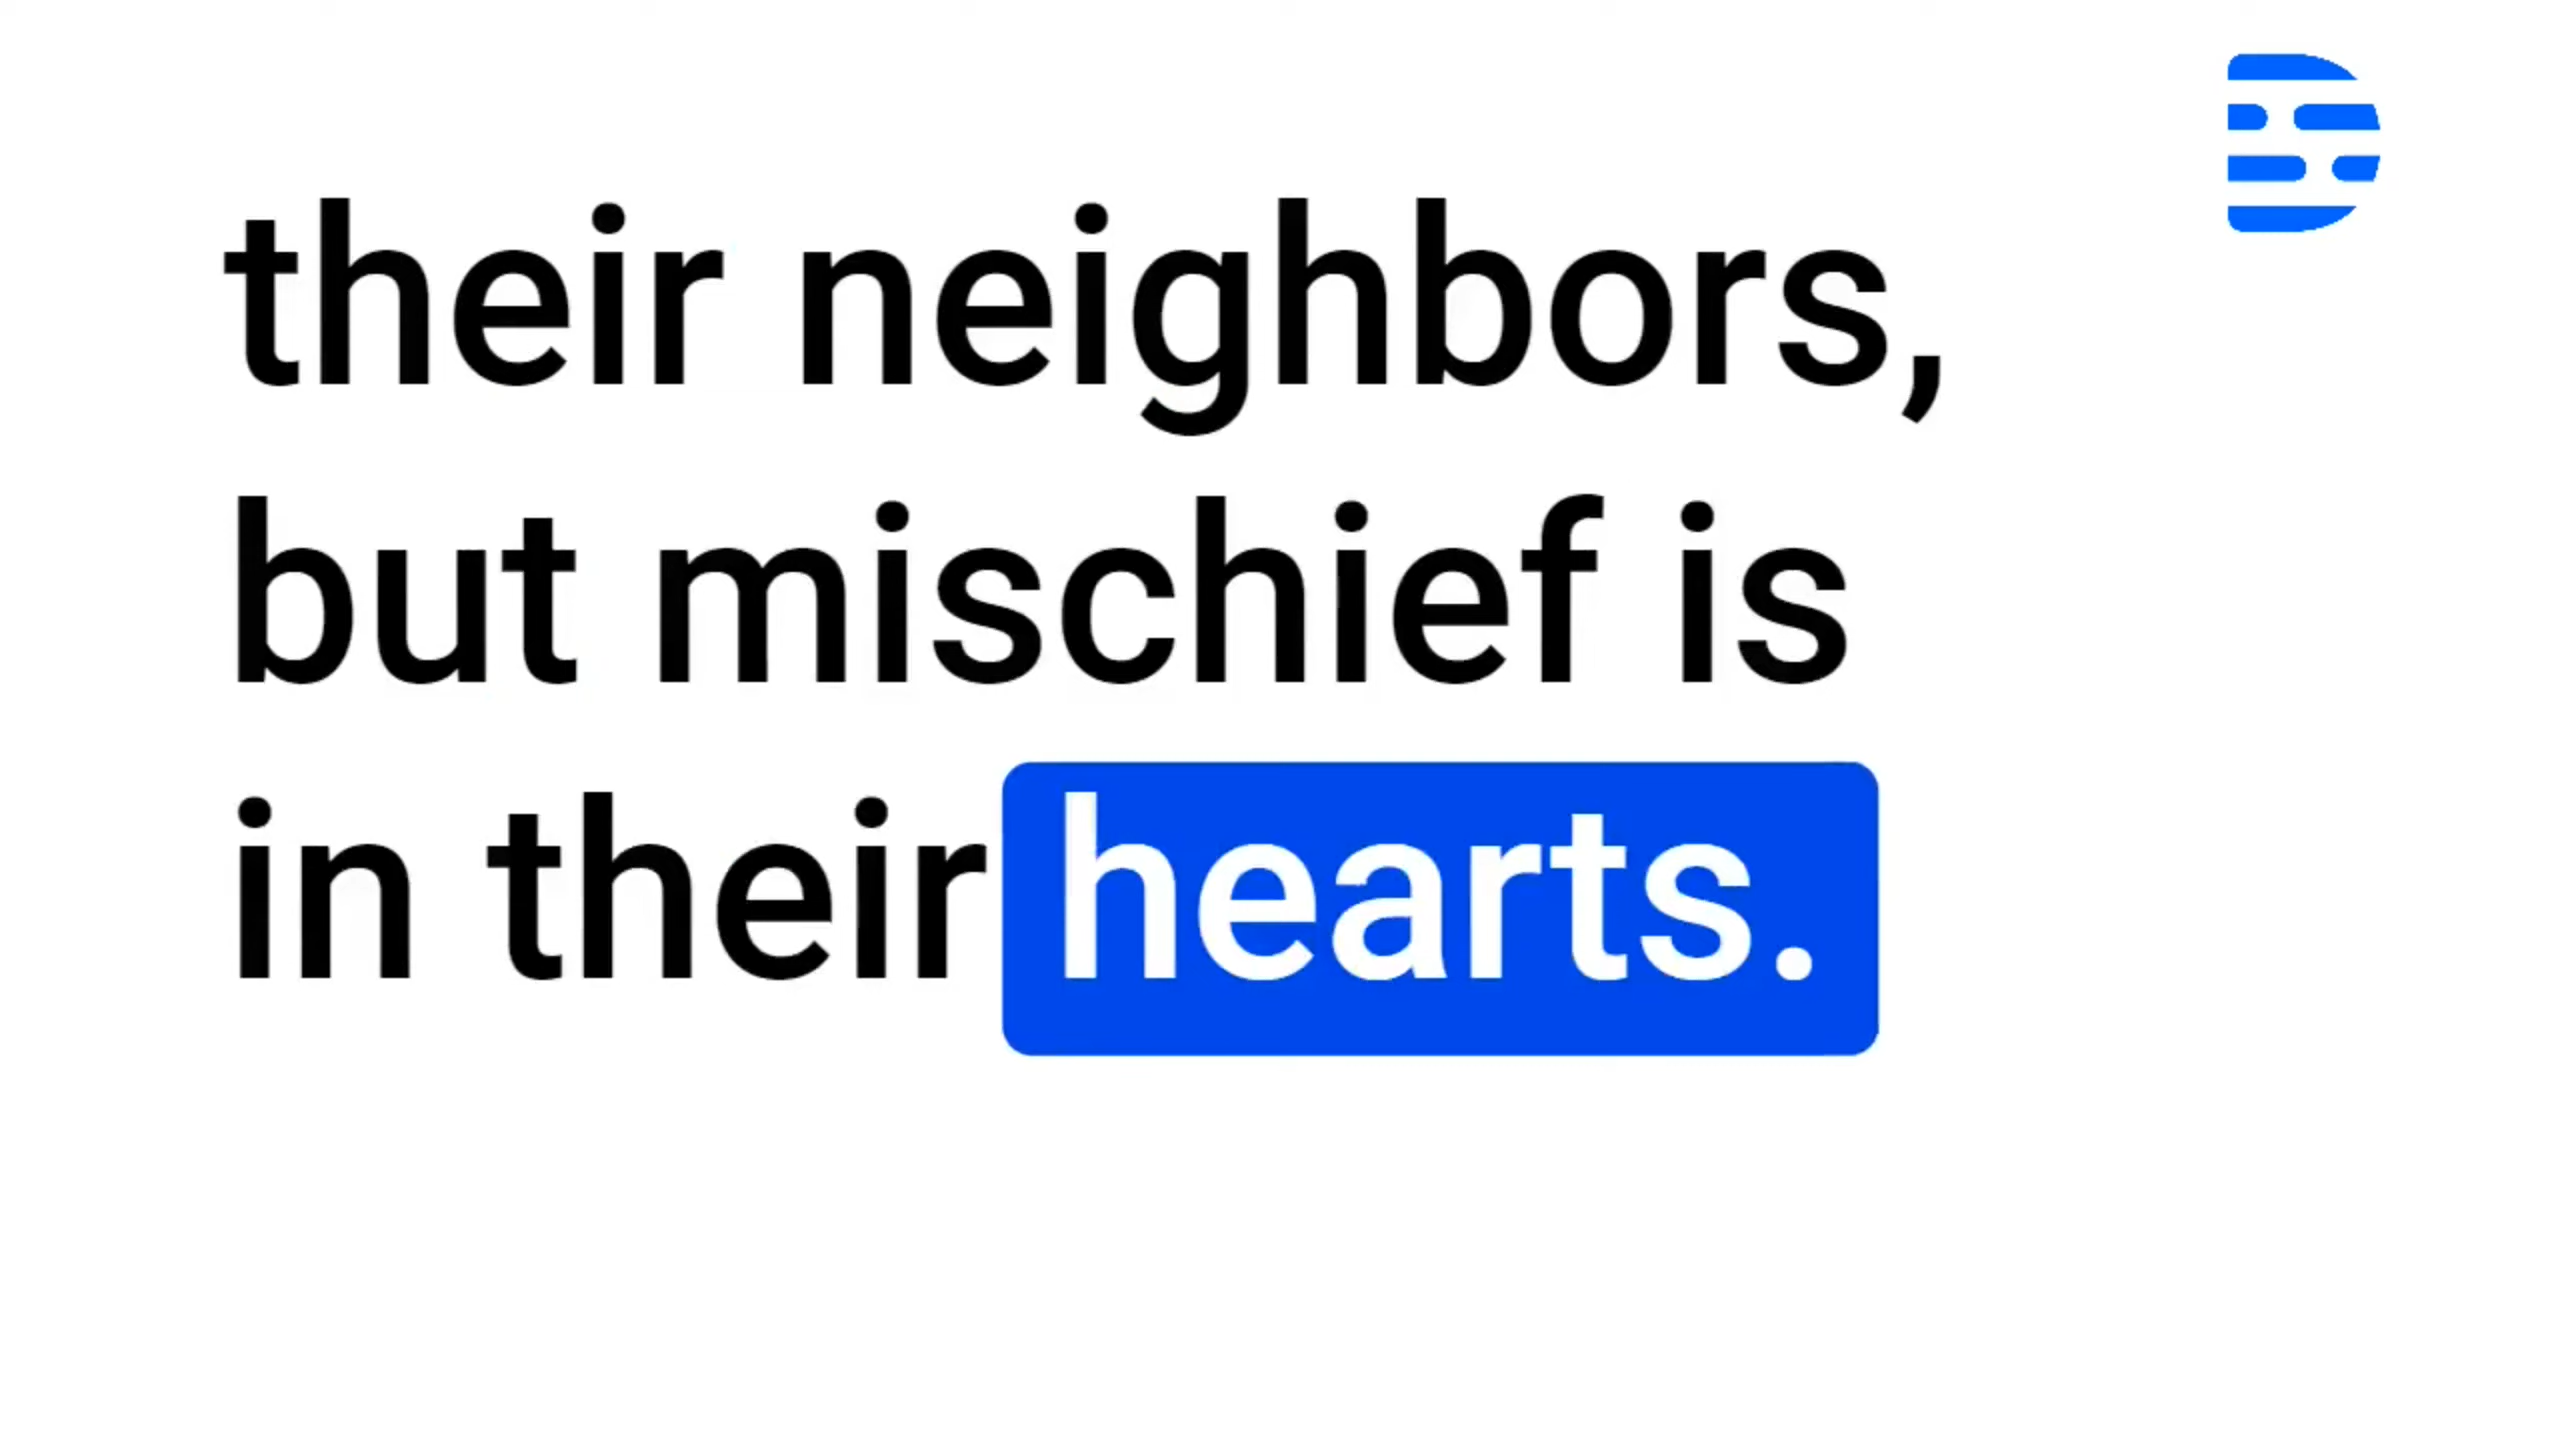 their neighbors,
but mischief is
in their hearts.